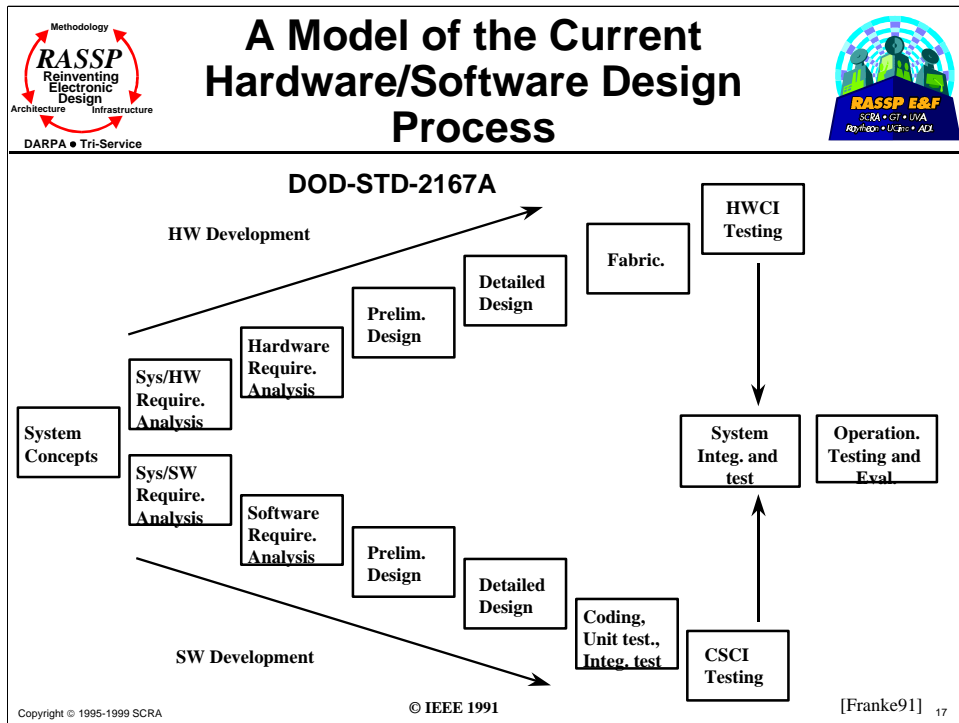 Methodology
RASSP
Reinventing
Electronic
Design
Architecture Infrastructure
DARPA ● Tri-Service
A Model of the Current
Hardware/Software Design
Process
RASSP E&F
SCRA • GT • UVA
Raytheon • UCinc • ADL
DOD-STD-2167A
HW Development
HWCI
Testing
Fabric.
Detailed
Design
Prelim.
Design
Hardware
Require.
Analysis
Sys/HW
Require.
Analysis
System
Concepts
System
Integ. and
test
Operation.
Testing and
Eval.
Sys/SW
Require.
Analysis
Software
Require.
Analysis
Prelim.
Design
Detailed
Design
Coding,
Unit test.,
Integ. test
CSCI
Testing
SW Development
Copyright © 1995-1999 SCRA
© IEEE 1991
[Franke91]
17